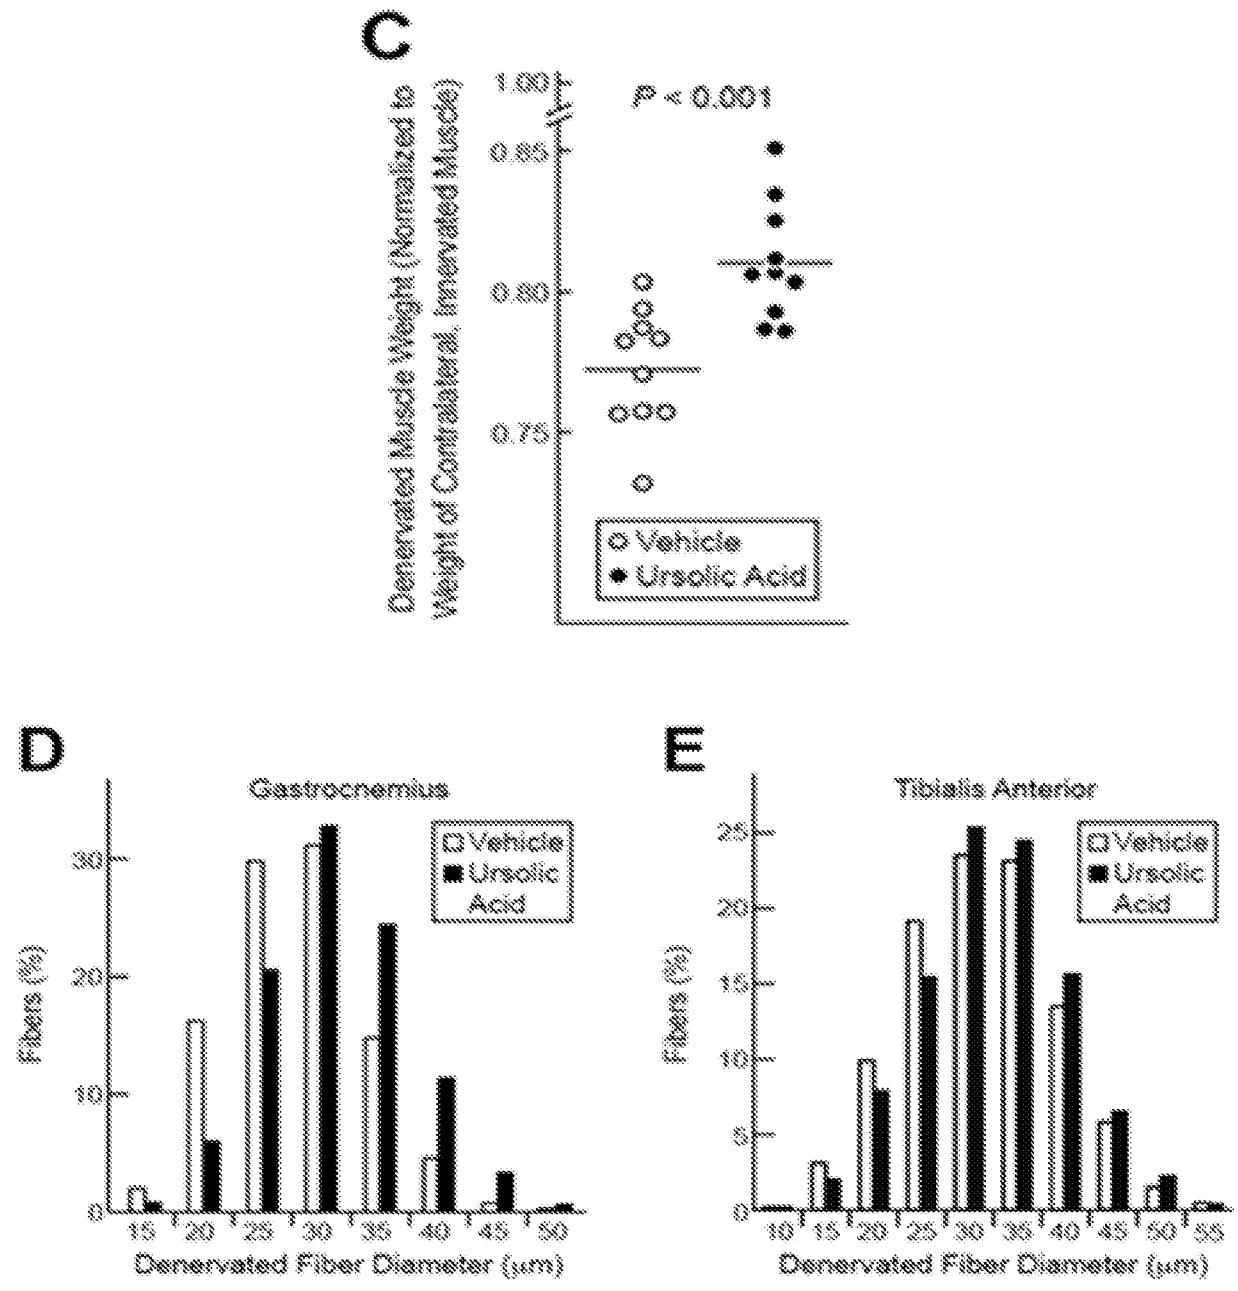 C
Denervated Muscle Weight (Normalized to
Weight of Contralateral, Innervated Muscle)
1.00
0.85
0.80
0.75
P < 0.001
Vehicle
Ursolic Acid
D
Gastrocnemius
Vehicle
Ursolic
Acid
Fibers (%)
30
20
10
0
15 20 25 30 35 40 45 50
Denervated Fiber Diameter (μm)
E
Tibialis Anterior
Vehicle
Ursolic
Acid
Fibers (%)
25
20
15
10
5
0
10 15 20 25 30 35 40 45 50 55
Denervated Fiber Diameter (μm)